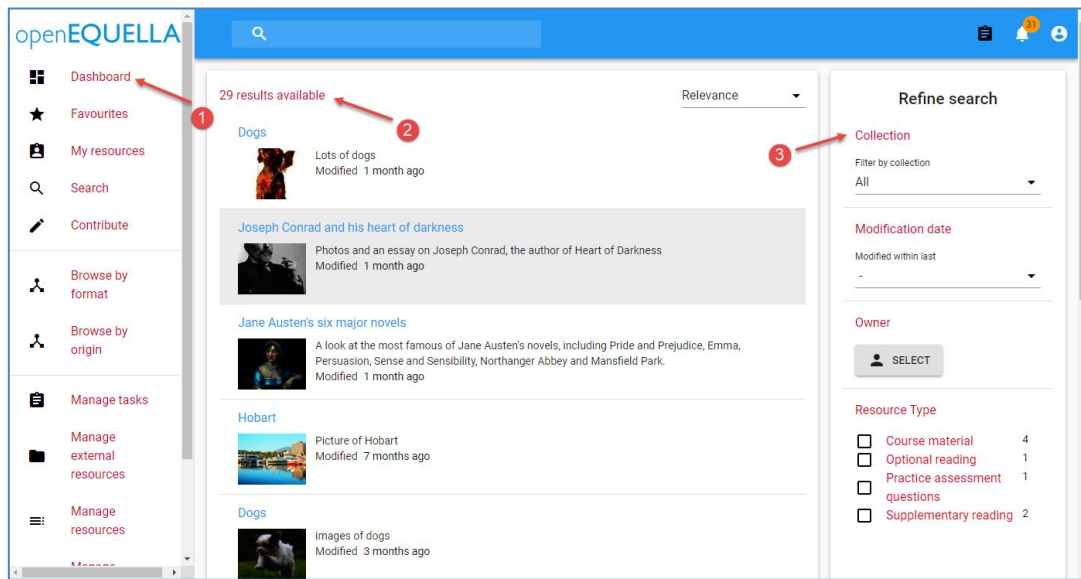 openEQUELLA
31
Dashboard
Favourites
My resources
Search
Contribute
Browse by
format
Browse by
origin
Manage tasks
Manage
external
resources
Manage
resources
1
29 results available
2
Relevance
Dogs
Lots of dogs
Modified 1 month ago
Joseph Conrad and his heart of darkness
Photos and an essay on Joseph Conrad, the author of Heart of Darkness
Modified 1 month ago
Jane Austen's six major novels
A look at the most famous of Jane Austen's novels, including Pride and Prejudice, Emma,
Persuasion, Sense and Sensibility, Northanger Abbey and Mansfield Park.
Modified 1 month ago
Hobart
Picture of Hobart
Modified 7 months ago
Dogs
images of dogs
Modified 3 months ago
Refine search
3
Collection
Filter by collection
All
Modification date
Modified within last
-
Owner
SELECT
Resource Type
Course material 4
Optional reading 1
Practice assessment 1
questions
Supplementary reading 2